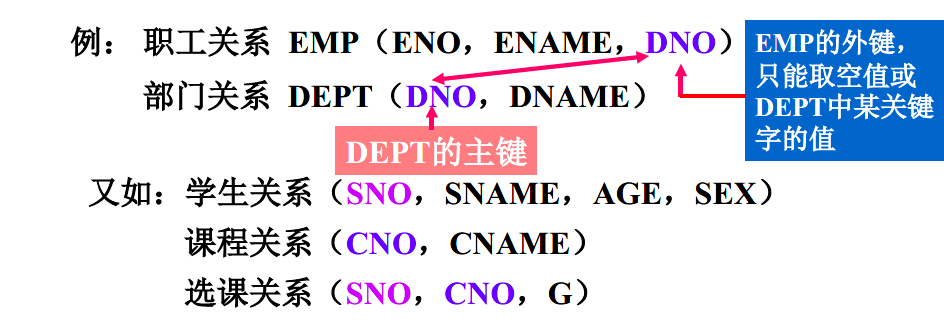 例： 职工关系 EMP（ENO，ENAME，DNO）
EMP的外键，
只能取空值或
DEPT中某关键
字的值
部门关系 DEPT（DNO，DNAME）
DEPT的主键
又如：学生关系（SNO，SNAME，AGE，SEX）
课程关系（CNO，CNAME）
选课关系（SNO，CNO，G）